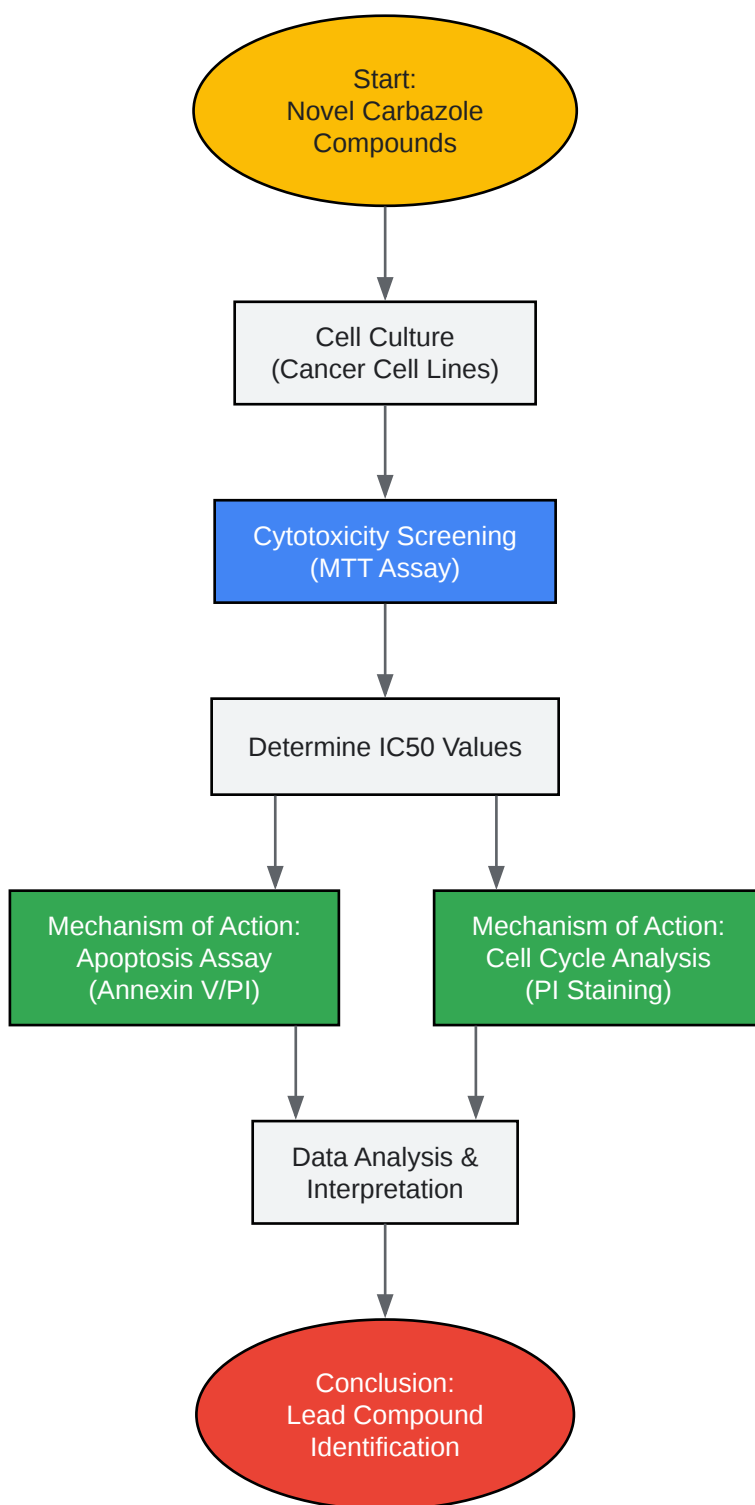 Start:
Novel Carbazole
Compounds
Cell Culture
(Cancer Cell Lines)
Cytotoxicity Screening
(MTT Assay)
Determine IC50 Values
Mechanism of Action:
Apoptosis Assay
(Annexin V/PI)
Mechanism of Action:
Cell Cycle Analysis
(PI Staining)
Data Analysis &
Interpretation
Conclusion:
Lead Compound
Identification